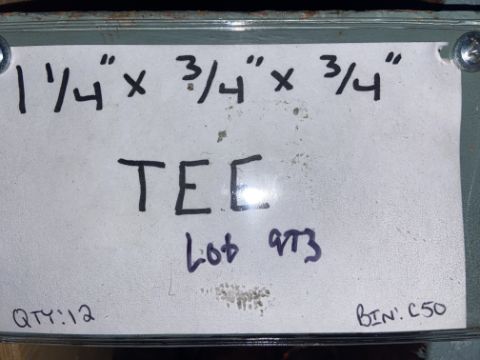 1 1/4" x 3/4" x 3/4"
TEE
Lot 973
QTY: 12
BIN: C50